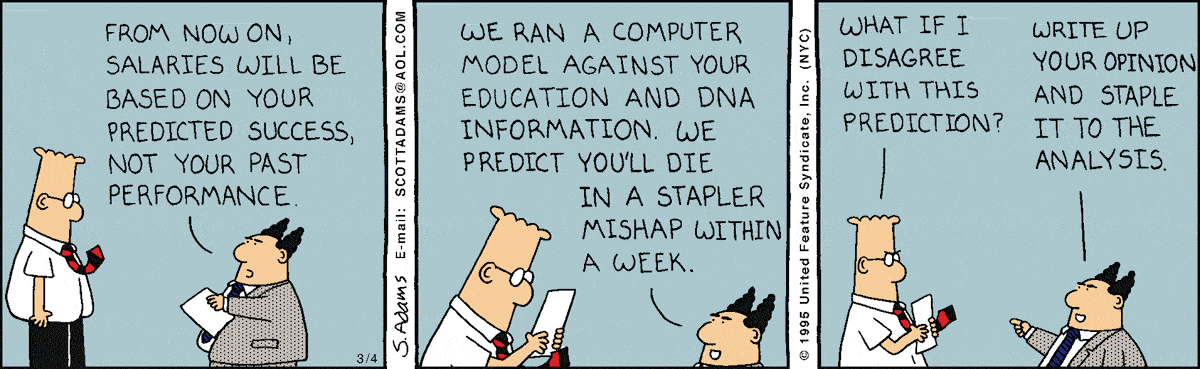 FROM NOW ON,
SALARIES WILL BE
BASED ON YOUR
PREDICTED SUCCESS,
NOT YOUR PAST
PERFORMANCE.
3/4
S. Adams E-mail: SCOTTADAMS@AOL.COM
WE RAN A COMPUTER
MODEL AGAINST YOUR
EDUCATION AND DNA
INFORMATION. WE
PREDICT YOU'LL DIE
IN A STAPLER
MISHAP WITHIN
A WEEK.
© 1995 United Feature Syndicate, Inc. (NYC)
WHAT IF I
DISAGREE
WITH THIS
PREDICTION?
WRITE UP
YOUR OPINION
AND STAPLE
IT TO THE
ANALYSIS.